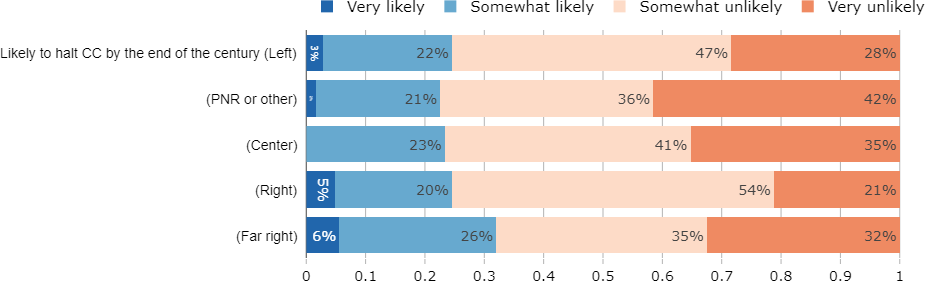 Very likely Somewhat likely Somewhat unlikely Very unlikely
Likely to halt CC by the end of the century (Left) 3% 22% 47% 28%
(PNR or other) 21% 36% 42%
(Center) 23% 41% 35%
(Right) 5% 20% 54% 21%
(Far right) 6% 26% 35% 32%
0 0.1 0.2 0.3 0.4 0.5 0.6 0.7 0.8 0.9 1